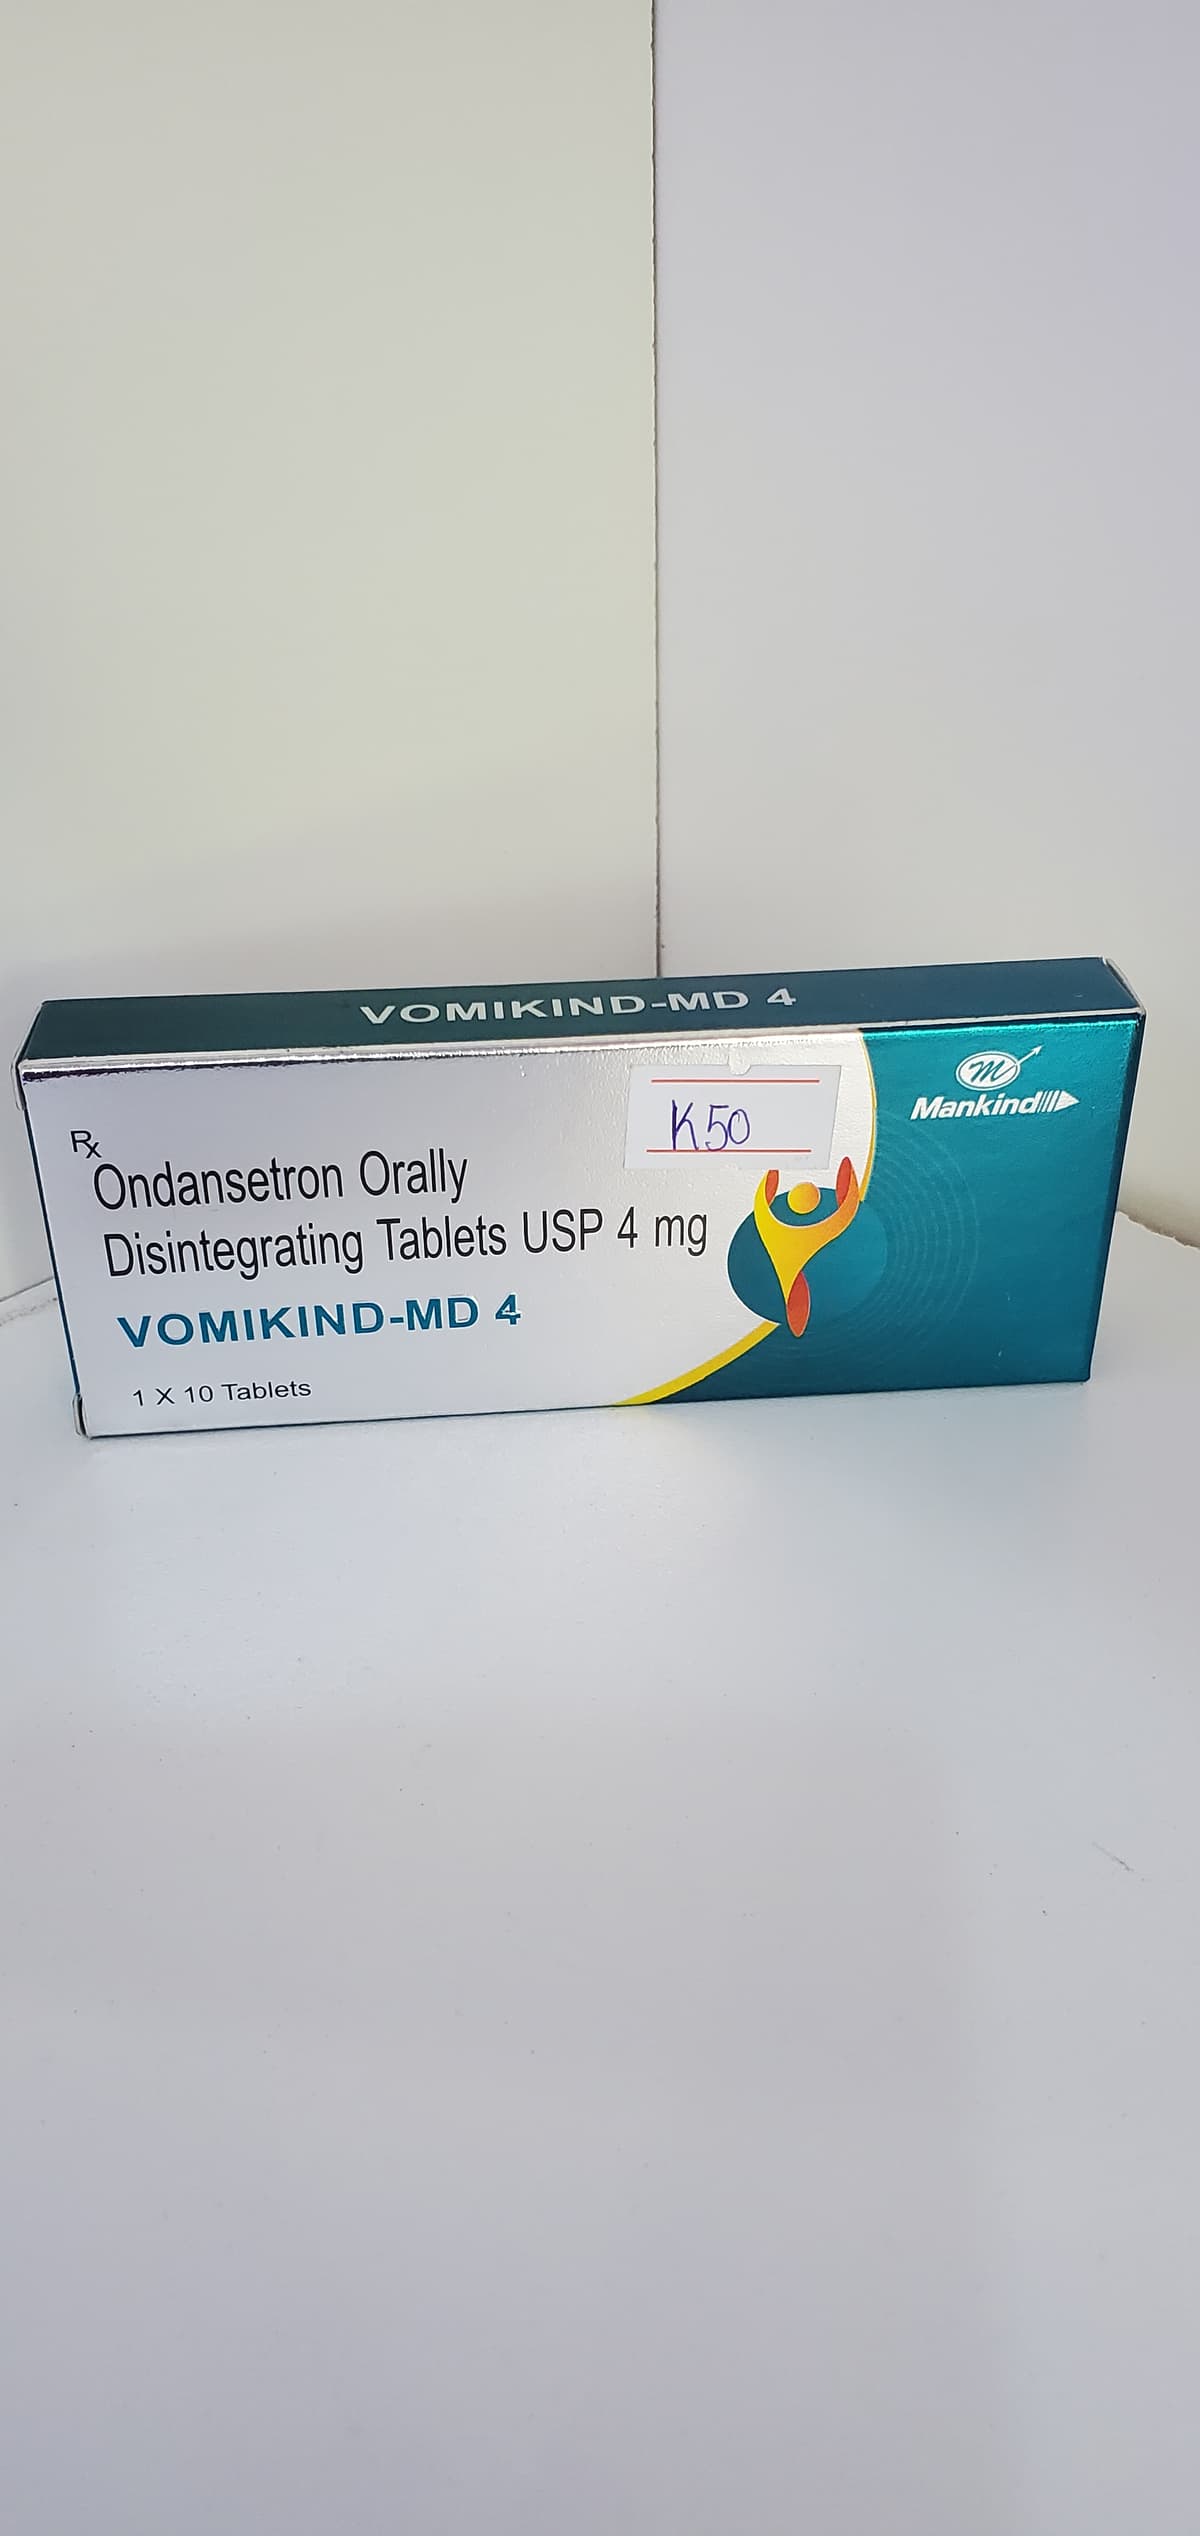 VOMIKIND-MD 4
m
Mankind
K50
Rx
Ondansetron Orally
Disintegrating Tablets USP 4 mg
VOMIKIND-MD 4
1 X 10 Tablets